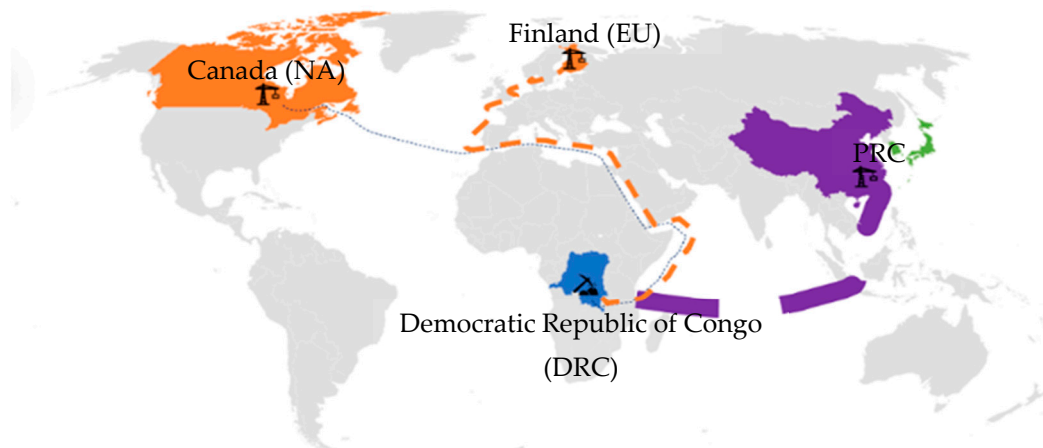 Finland (EU)
Canada (NA)
PRC
Democratic Republic of Congo
(DRC)